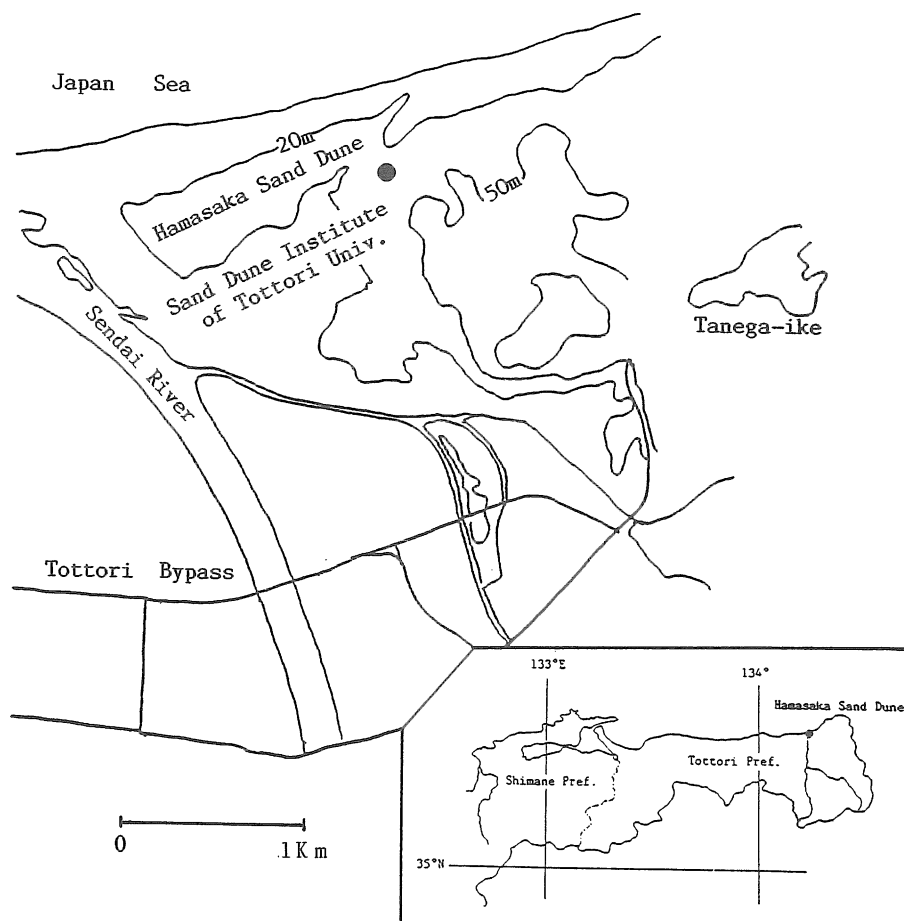 Japan Sea
20m
Hamasaka Sand Dune
50m
Sand Dune Institute
of Tottori Univ.
Tanega-ike
Sendai River
Tottori Bypass
0
1Km
133°E
134°
Hamasaka Sand Dune
Tottori Pref.
Shimane Pref.
35°N